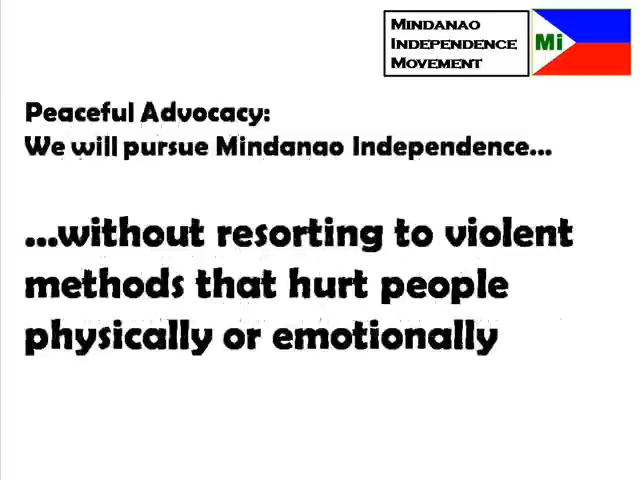 MINDANAO
INDEPENDENCE
MOVEMENT
Mi
Peaceful Advocacy:
We will pursue Mindanao Independence...
...without resorting to violent
methods that hurt people
physically or emotionally